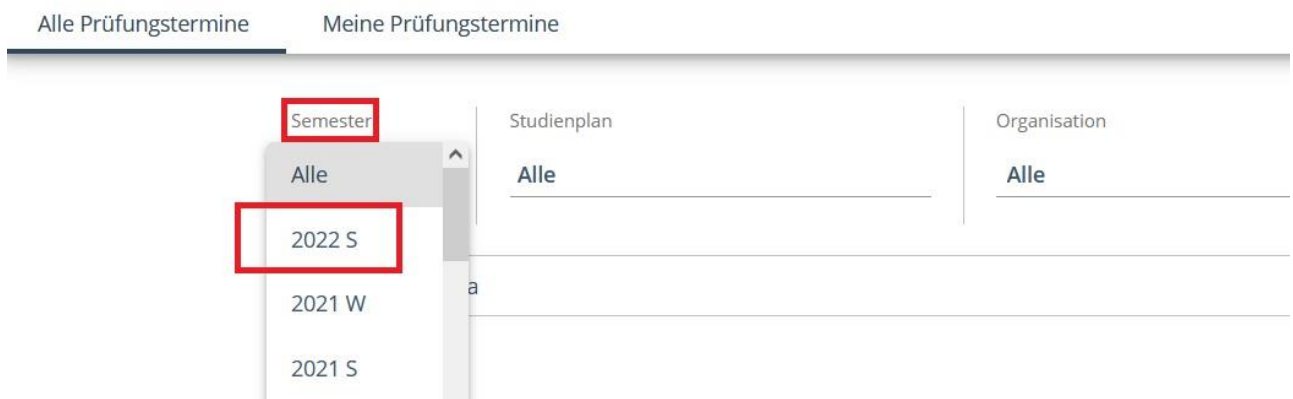 Alle Prüfungstermine Meine Prüfungstermine
Semester Studienplan Organisation
Alle Alle Alle
2022 S
2021 W
a
2021 S